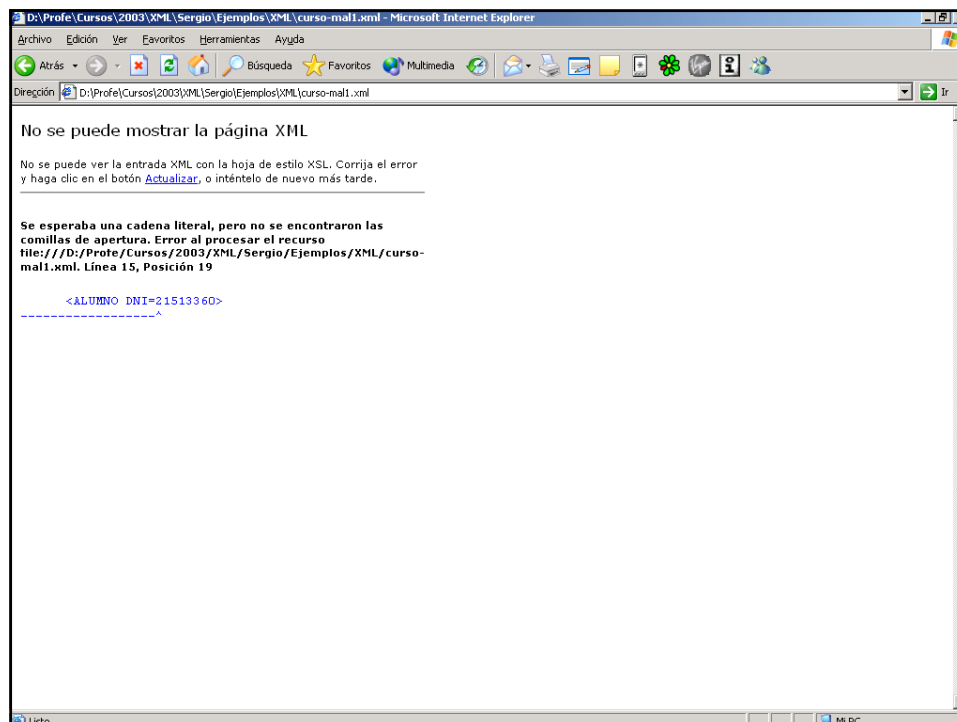 D:\Profe\Cursos\2003\XML\Sergio\Ejemplos\XML\curso-mal1.xml - Microsoft Internet Explorer
Archivo Edición Ver Favoritos Herramientas Ayuda
Atrás Búsqueda Favoritos Multimedia
Dirección D:\Profe\Cursos\2003\XML\Sergio\Ejemplos\XML\curso-mal1.xml Ir
No se puede mostrar la página XML
No se puede ver la entrada XML con la hoja de estilo XSL. Corrija el error
y haga clic en el botón Actualizar, o inténtelo de nuevo más tarde.
Se esperaba una cadena literal, pero no se encontraron las
comillas de apertura. Error al procesar el recurso
file:///D:/Profe/Cursos/2003/XML/Sergio/Ejemplos/XML/curso-
mal1.xml. Línea 15, Posición 19
<ALUMNO DNI=21513360>
------------------^
Listo Mi PC